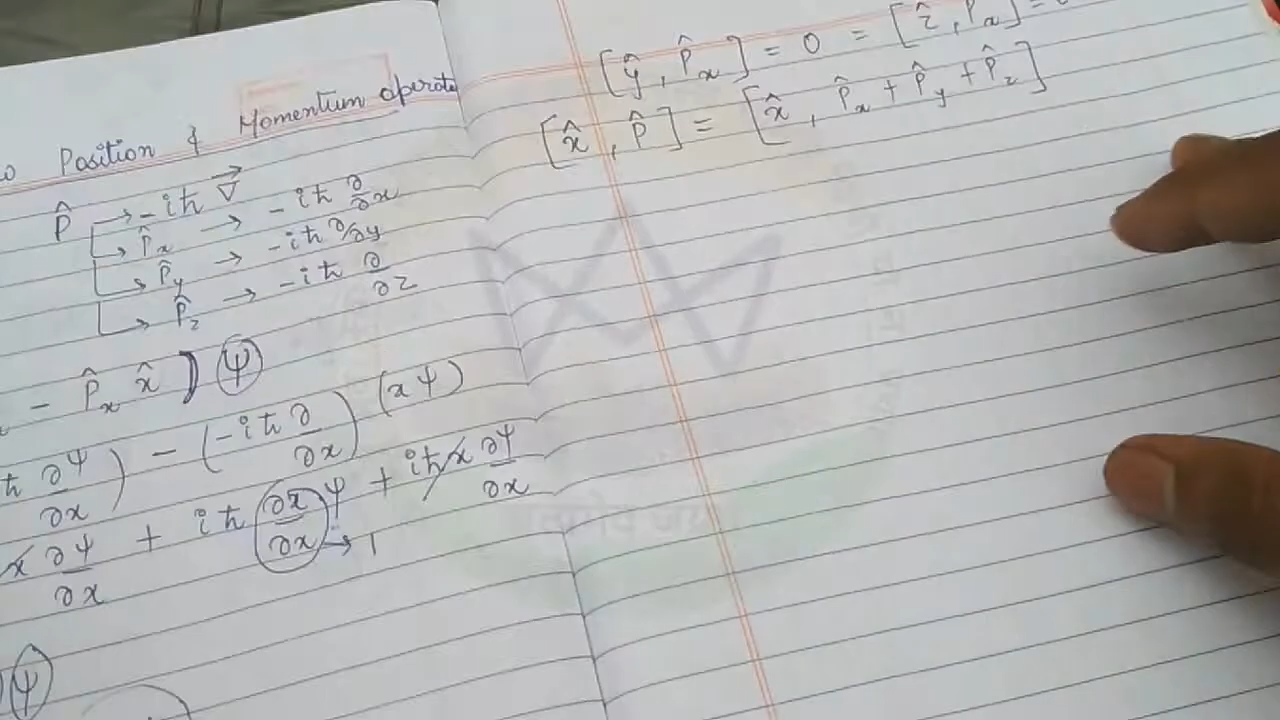 Position & Momentum operato
P̂ → -iħ ∇⃗
→ P̂x → -iħ ∂/∂x
→ P̂y → -iħ ∂/∂y
→ P̂z → -iħ ∂/∂z
- P̂x x̂ ) ψ
ħ ∂ψ/∂x ) - (-iħ ∂/∂x) (xψ)
x ∂ψ/∂x + iħ ∂x/∂x ψ + iħ x ∂ψ/∂x
→ 1
ψ
[ŷ, P̂x] = 0 = [ẑ, P̂x] =
[x̂, P̂] = [x̂, P̂x + P̂y + P̂z]